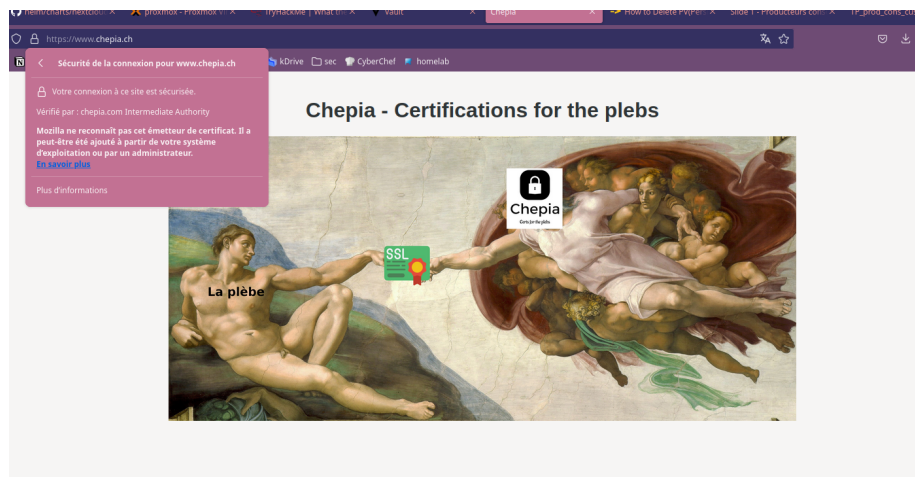 helm/charts/nextclou
proxmox - Proxmox V
TryHackMe | What th
Vault
Chepia
How to Delete PV(Per
Slide 1 - Producteurs con
TP_prod_cons_cu
https://www.chepia.ch
kDrive
sec
CyberChef
homelab
Sécurité de la connexion pour www.chepia.ch
Votre connexion à ce site est sécurisée.
Vérifié par : chepia.com Intermediate Authority
Mozilla ne reconnaît pas cet émetteur de certificat. Il a
peut-être été ajouté à partir de votre système
d'exploitation ou par un administrateur.
En savoir plus
Plus d'informations
Chepia - Certifications for the plebs
Chepia
Certs for the plebs
SSL
La plèbe